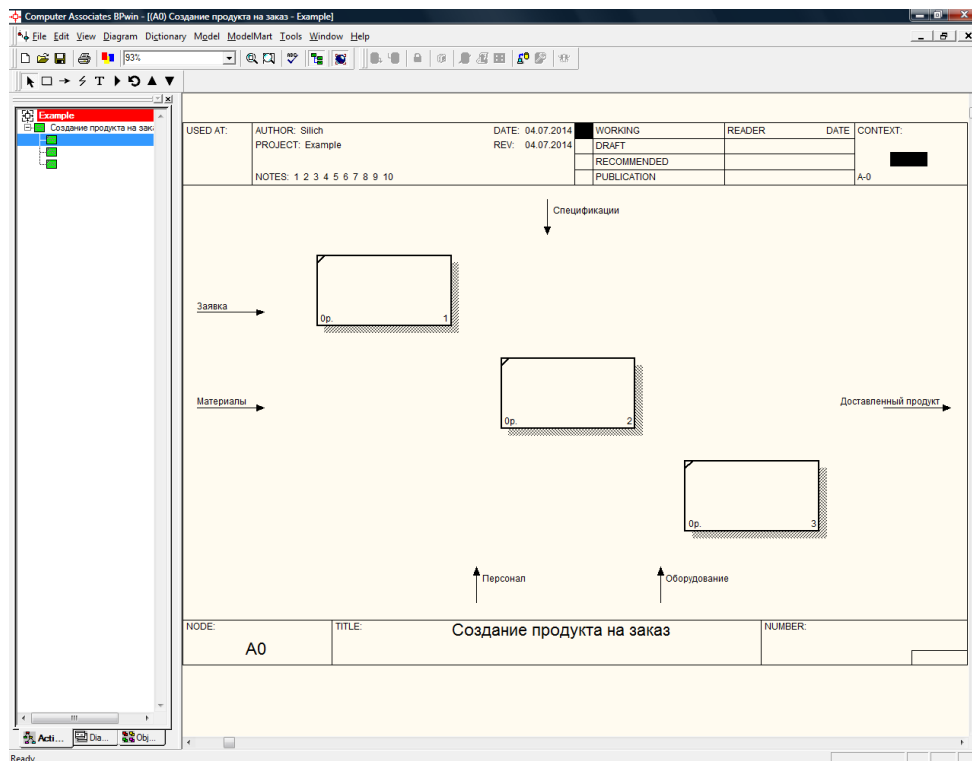 Computer Associates BPwin - [(A0) Создание продукта на заказ - Example]
File Edit View Diagram Dictionary Model ModelMart Tools Window Help
93%
Example
Создание продукта на зак
USED AT:
AUTHOR: Silich
DATE: 04.07.2014
WORKING
READER
DATE
CONTEXT:
PROJECT: Example
REV: 04.07.2014
DRAFT
RECOMMENDED
NOTES: 1 2 3 4 5 6 7 8 9 10
PUBLICATION
A-0
Спецификации
Заявка
0р.
1
Материалы
0р.
2
Доставленный продукт
0р.
3
Персонал
Оборудование
NODE:
TITLE:
Создание продукта на заказ
NUMBER:
A0
Acti...
Dia...
Obj...
Ready